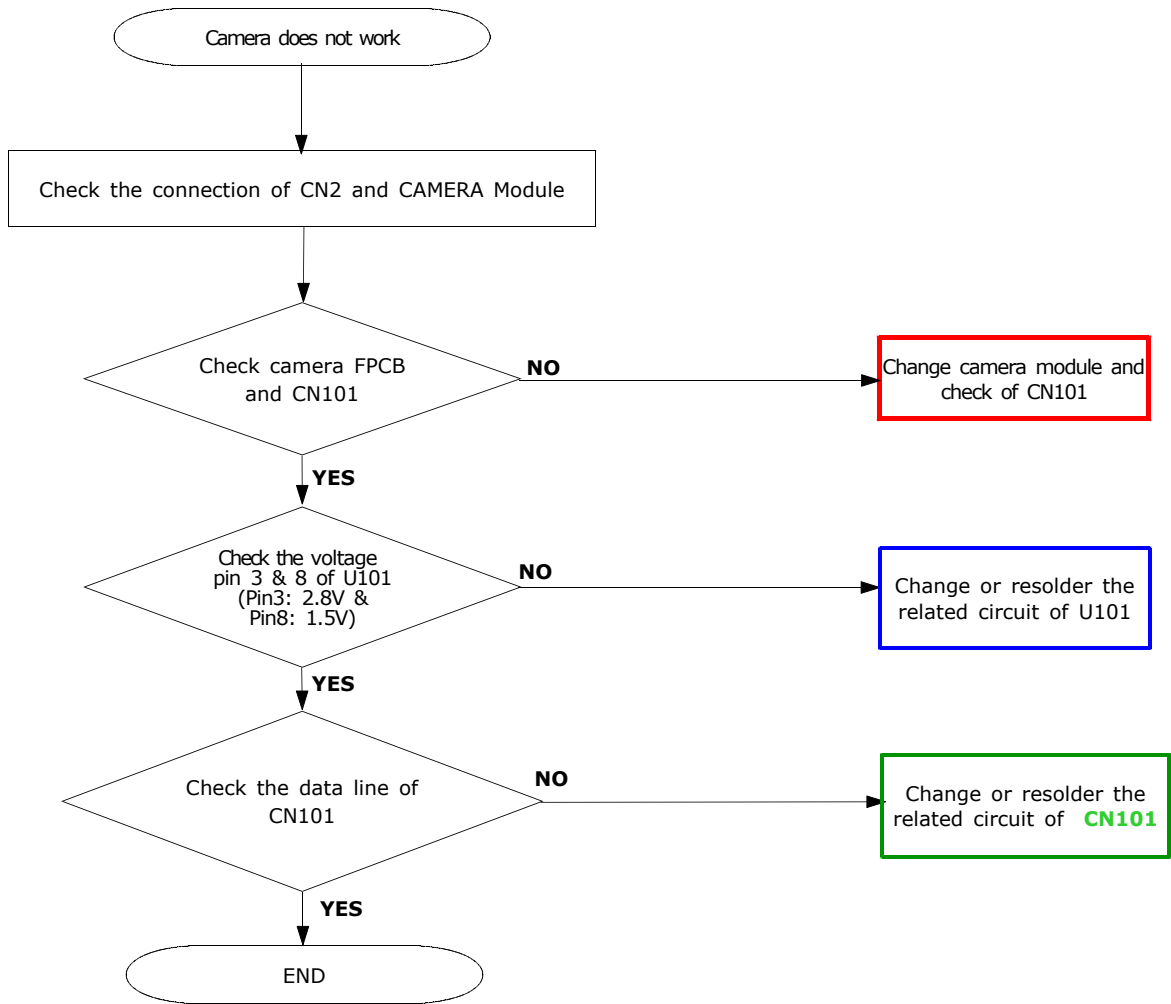 Camera does not work
Check the connection of CN2 and CAMERA Module
Check camera FPCB
and CN101
NO
Change camera module and
check of CN101
YES
Check the voltage
pin 3 & 8 of U101
(Pin3: 2.8V &
Pin8: 1.5V)
NO
Change or resolder the
related circuit of U101
YES
Check the data line of
CN101
NO
Change or resolder the
related circuit of CN101
YES
END